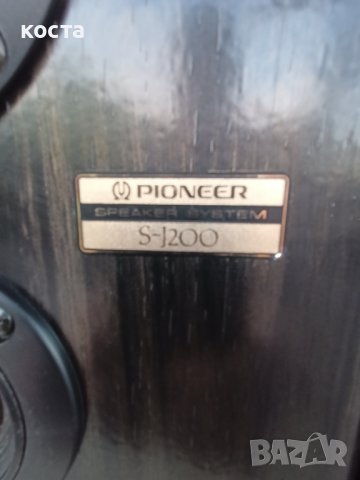 коста
PIONEER
SPEAKER SYSTEM
S-J200
BAZAR